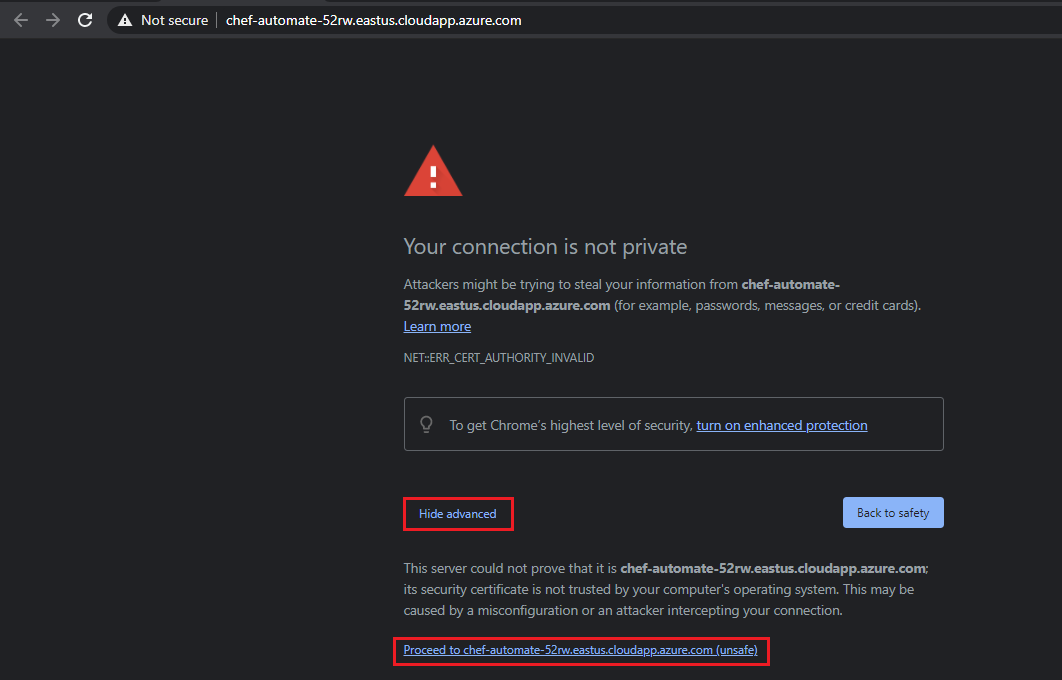 Not secure chef-automate-52rw.eastus.cloudapp.azure.com
Your connection is not private
Attackers might be trying to steal your information from chef-automate-
52rw.eastus.cloudapp.azure.com (for example, passwords, messages, or credit cards).
Learn more
NET::ERR_CERT_AUTHORITY_INVALID
To get Chrome's highest level of security, turn on enhanced protection
Hide advanced
Back to safety
This server could not prove that it is chef-automate-52rw.eastus.cloudapp.azure.com;
its security certificate is not trusted by your computer's operating system. This may be
caused by a misconfiguration or an attacker intercepting your connection.
Proceed to chef-automate-52rw.eastus.cloudapp.azure.com (unsafe)